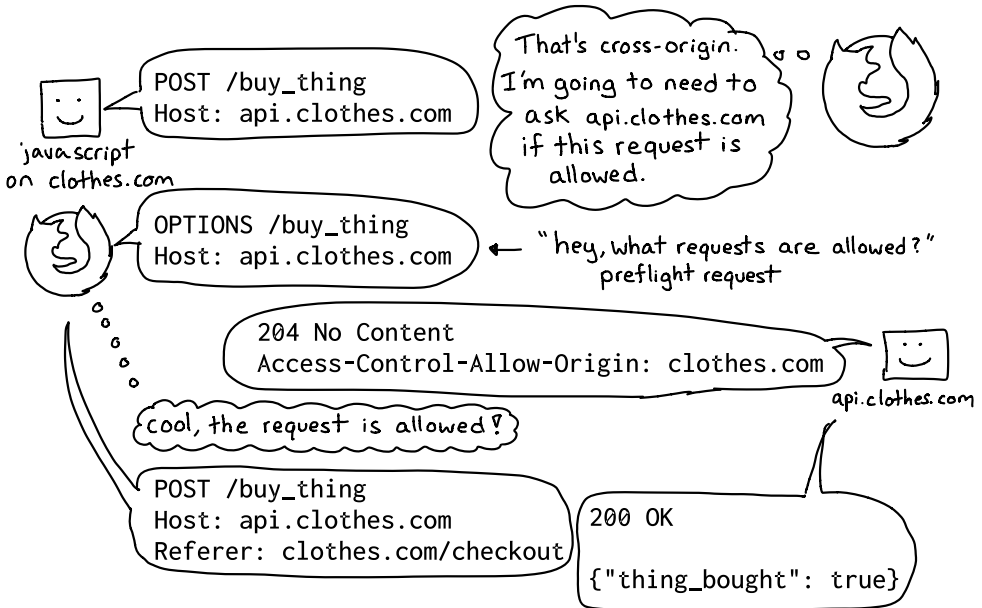 POST /buy_thing
Host: api.clothes.com
javascript
on clothes.com
That's cross-origin.
I'm going to need to
ask api.clothes.com
if this request is
allowed.
OPTIONS /buy_thing
Host: api.clothes.com
"hey, what requests are allowed?"
preflight request
204 No Content
Access-Control-Allow-Origin: clothes.com
api.clothes.com
cool, the request is allowed!
POST /buy_thing
Host: api.clothes.com
Referer: clothes.com/checkout
200 OK
{"thing_bought": true}